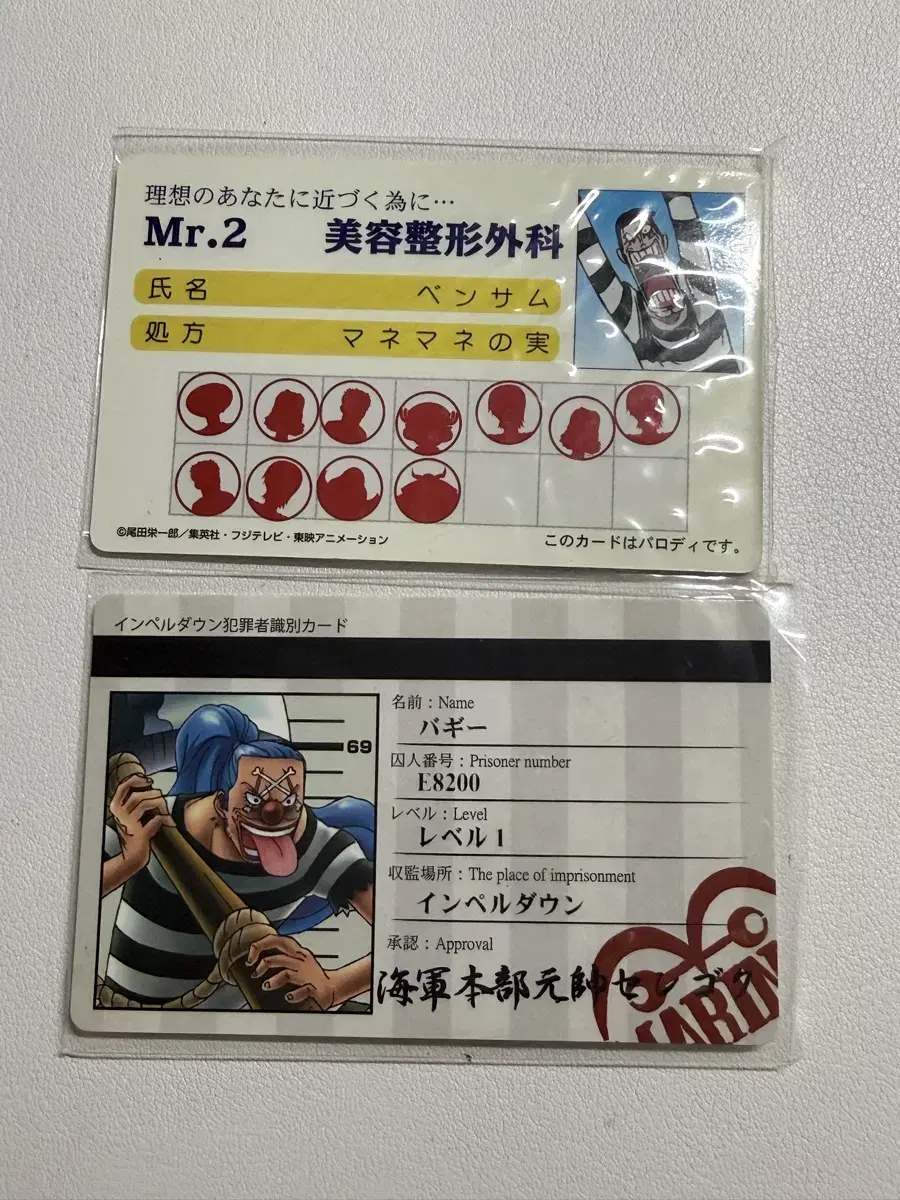 理想のあなたに近づく為に…
Mr.2 美容整形外科
氏名 ベンサム
処方 マネマネの実
©尾田栄一郎/集英社・フジテレビ・東映アニメーション
このカードはパロディです。
インペルダウン犯罪者識別カード
69
名前：Name
バギー
囚人番号：Prisoner number
E8200
レベル：Level
レベル1
収監場所：The place of imprisonment
インペルダウン
承認：Approval
海軍本部元帥センゴク
MARIN